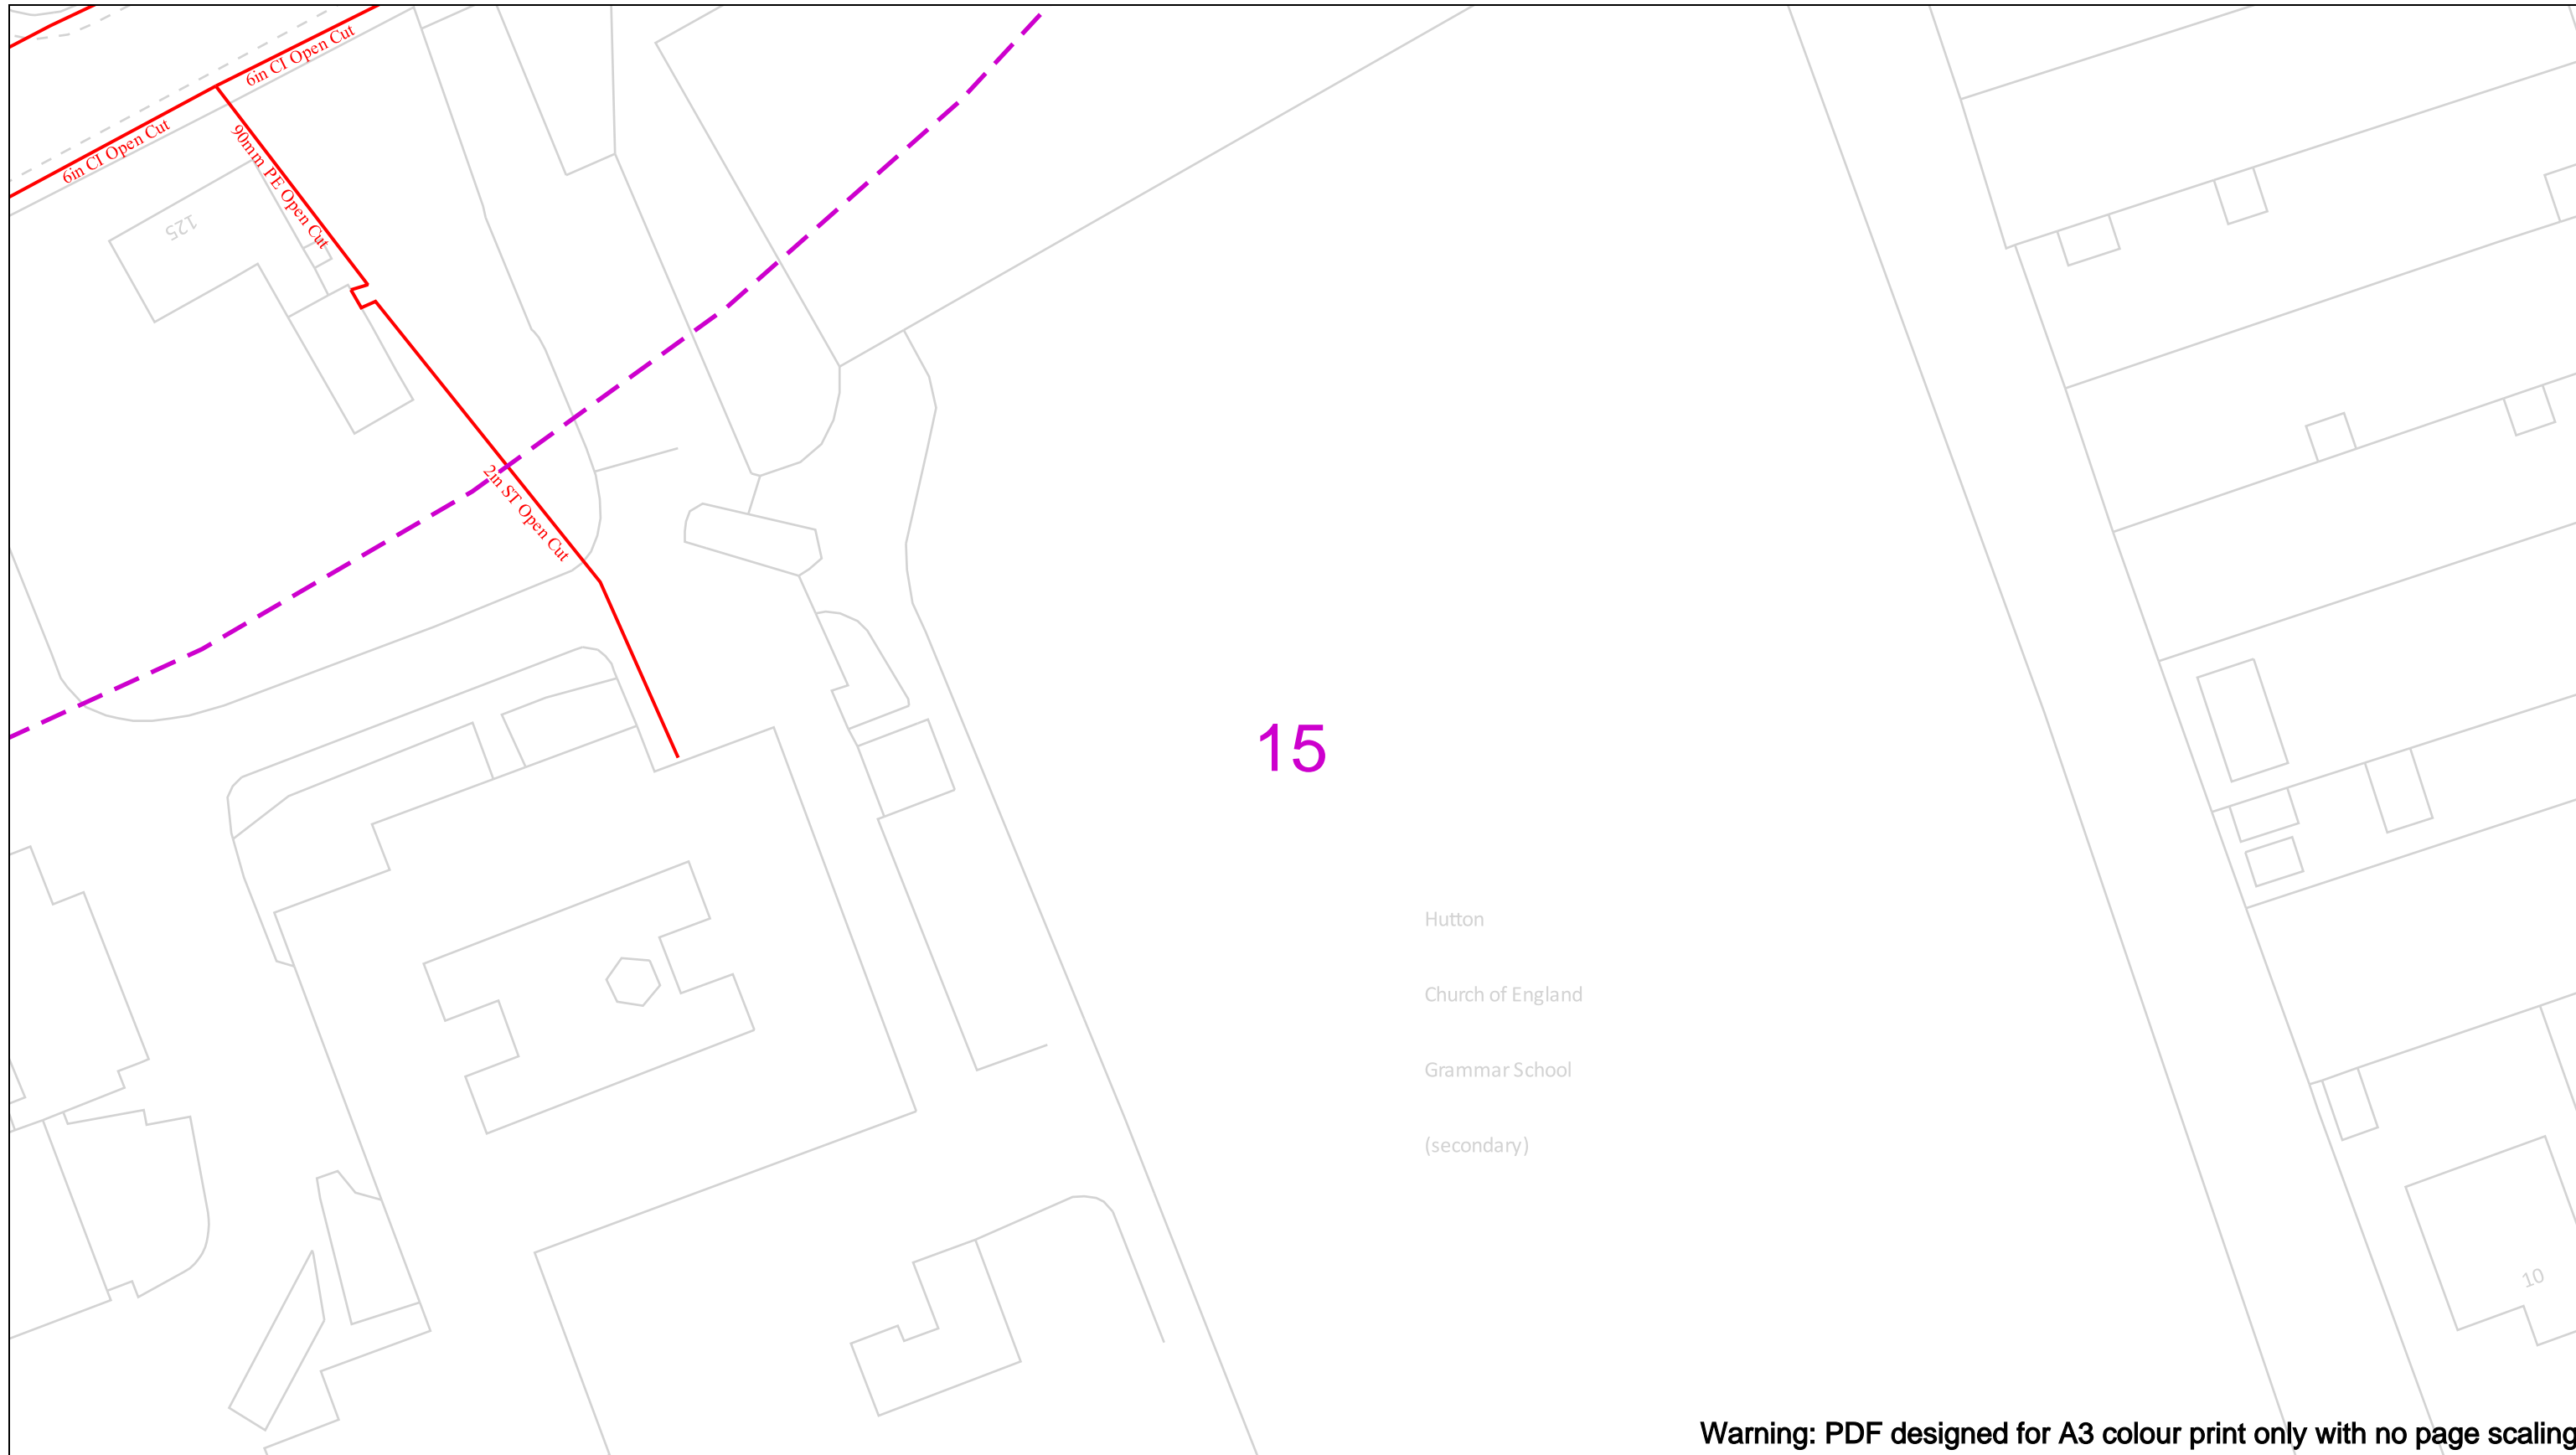 6in CI Open Cut
6in CI Open Cut
90mm PE Open Cut
125
2in ST Open Cut
15
Hutton
Church of England
Grammar School
(secondary)
10
Warning: PDF designed for A3 colour print only with no page scaling